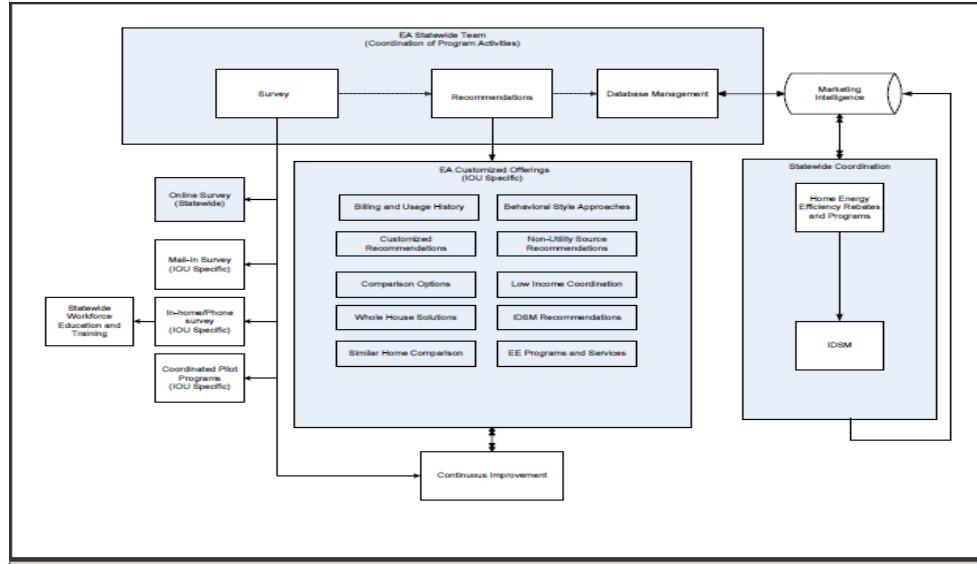 EA Statewide Team
(Coordination of Program Activities)
Survey
Recommendations
Database Management
Marketing
Intelligence
EA Customized Offerings
(IOU Specific)
Statewide Coordination
Online Survey
(Statewide)
Billing and Usage History
Behavioral Style Approaches
Home Energy
Efficiency Rebates
and Programs
Mail-In Survey
(IOU Specific)
Customized
Recommendations
Non-Utility Source
Recommendations
Comparison Options
Low Income Coordination
Statewide
Workforce
Education and
Training
In-home/Phone
survey
(IOU Specific)
Whole House Solutions
IDSM Recommendations
IDSM
Coordinated Pilot
Programs
(IOU Specific)
Similar Home Comparison
EE Programs and Services
Continuous Improvement